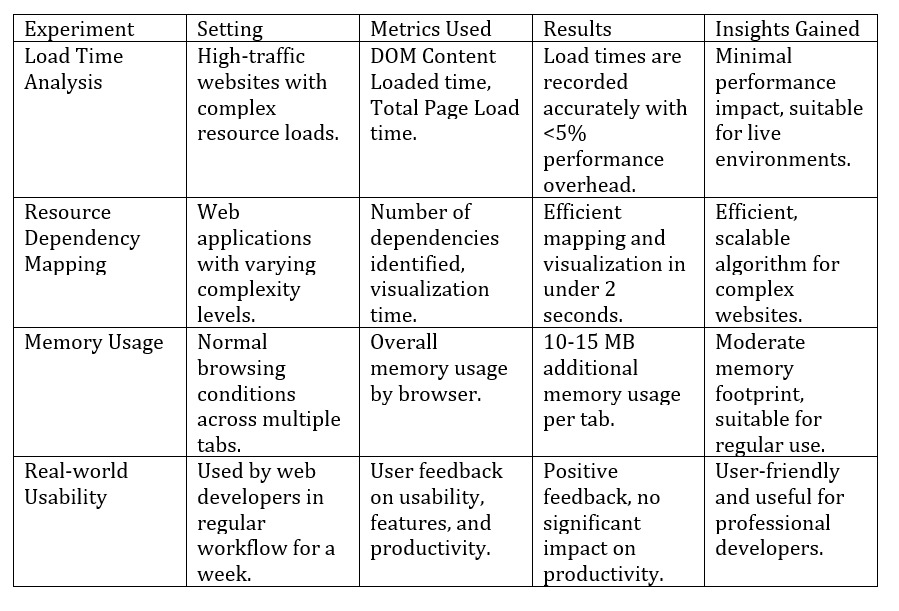 Experiment
Setting
Metrics Used
Results
Insights Gained
Load Time
Analysis
High-traffic
websites with
complex
resource loads.
DOM Content
Loaded time,
Total Page Load
time.
Load times are
recorded
accurately with
<5%
performance
overhead.
Minimal
performance
impact, suitable
for live
environments.
Resource
Dependency
Mapping
Web
applications
with varying
complexity
levels.
Number of
dependencies
identified,
visualization
time.
Efficient
mapping and
visualization in
under 2
seconds.
Efficient,
scalable
algorithm for
complex
websites.
Memory Usage
Normal
browsing
conditions
across multiple
tabs.
Overall
memory usage
by browser.
10-15 MB
additional
memory usage
per tab.
Moderate
memory
footprint,
suitable for
regular use.
Real-world
Usability
Used by web
developers in
regular
workflow for a
week.
User feedback
on usability,
features, and
productivity.
Positive
feedback, no
significant
impact on
productivity.
User-friendly
and useful for
professional
developers.